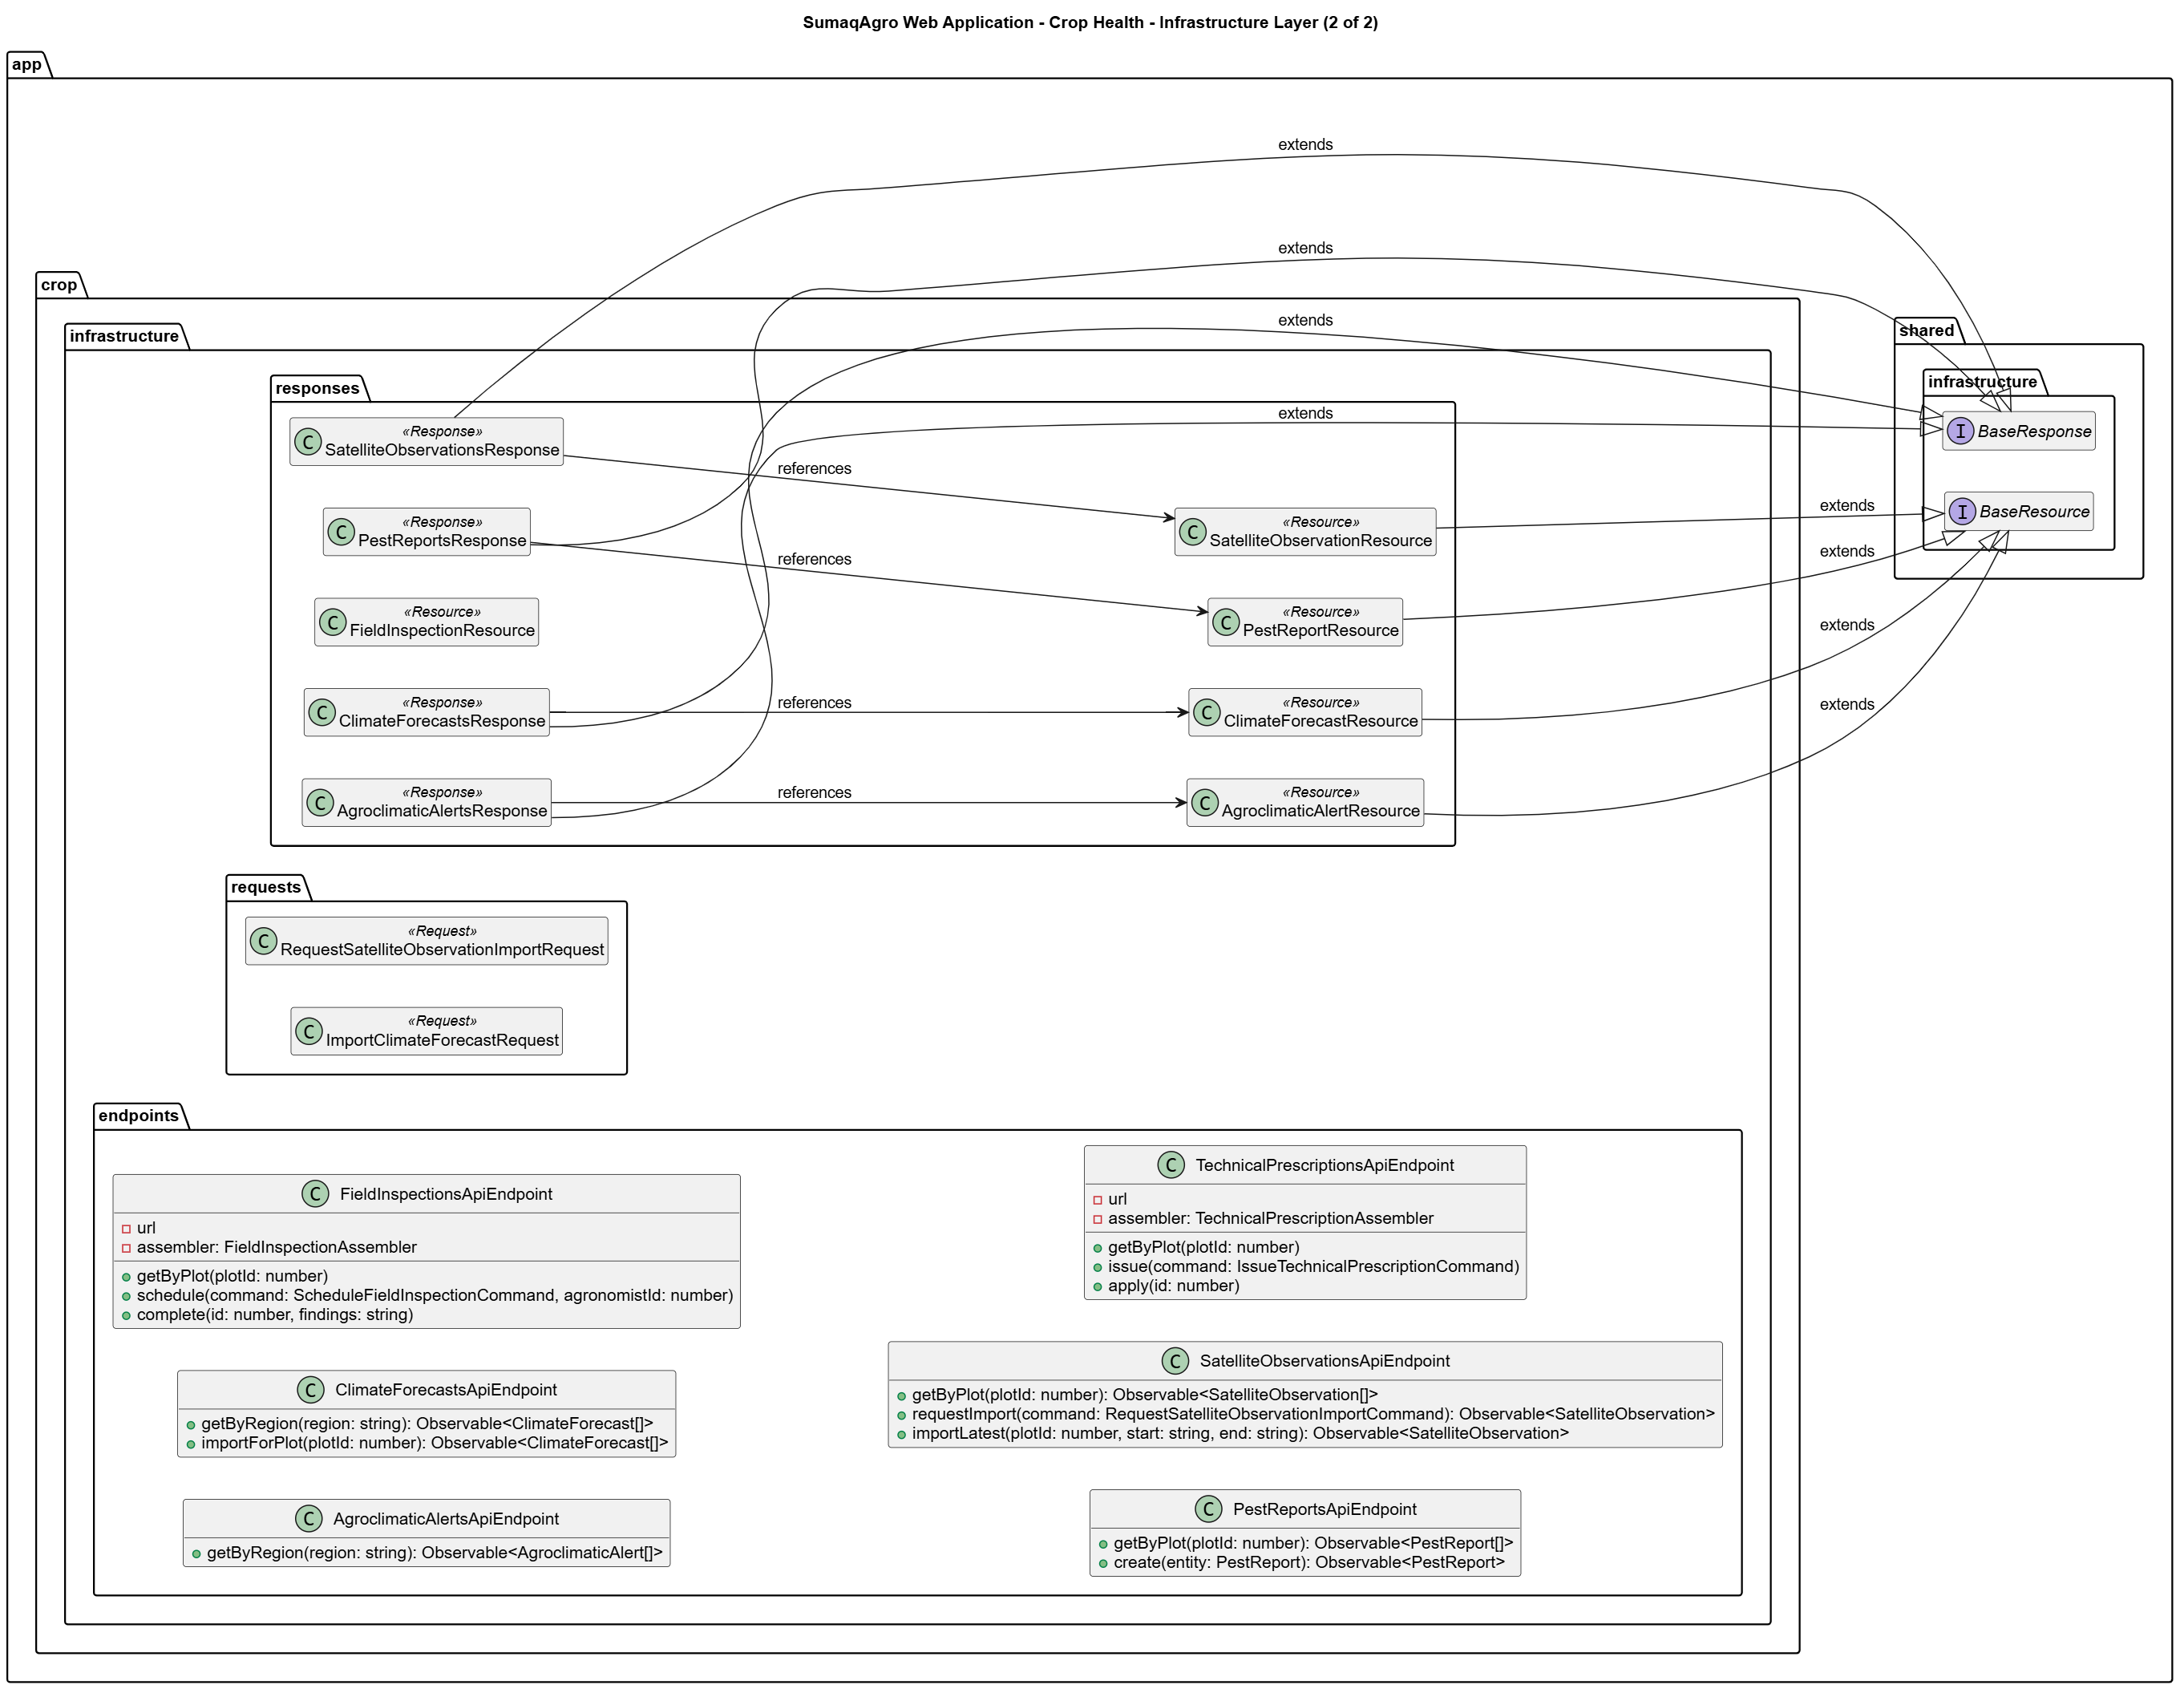 SumaqAgro Web Application - Crop Health - Infrastructure Layer (2 of 2)
app
extends
extends
crop
shared
infrastructure
extends
infrastructure
responses
extends
«Response»
SatelliteObservationsResponse
I BaseResponse
C
references
extends
I BaseResource
«Response»
C PestReportsResponse
«Resource»
C SatelliteObservationResource
references
extends
«Resource»
C FieldInspectionResource
«Resource»
C PestReportResource
extends
«Response»
C ClimateForecastsResponse
references
«Resource»
C ClimateForecastResource
extends
«Response»
C AgroclimaticAlertsResponse
references
«Resource»
C AgroclimaticAlertResource
requests
«Request»
C RequestSatelliteObservationImportRequest
«Request»
C ImportClimateForecastRequest
endpoints
C FieldInspectionsApiEndpoint
url
assembler: FieldInspectionAssembler
getByPlot(plotId: number)
schedule(command: ScheduleFieldInspectionCommand, agronomistId: number)
complete(id: number, findings: string)
C TechnicalPrescriptionsApiEndpoint
url
assembler: TechnicalPrescriptionAssembler
getByPlot(plotId: number)
issue(command: IssueTechnicalPrescriptionCommand)
apply(id: number)
C ClimateForecastsApiEndpoint
getByRegion(region: string): Observable<ClimateForecast[]>
importForPlot(plotId: number): Observable<ClimateForecast[]>
C SatelliteObservationsApiEndpoint
getByPlot(plotId: number): Observable<SatelliteObservation[]>
requestImport(command: RequestSatelliteObservationImportCommand): Observable<SatelliteObservation>
importLatest(plotId: number, start: string, end: string): Observable<SatelliteObservation>
C AgroclimaticAlertsApiEndpoint
getByRegion(region: string): Observable<AgroclimaticAlert[]>
C PestReportsApiEndpoint
getByPlot(plotId: number): Observable<PestReport[]>
create(entity: PestReport): Observable<PestReport>